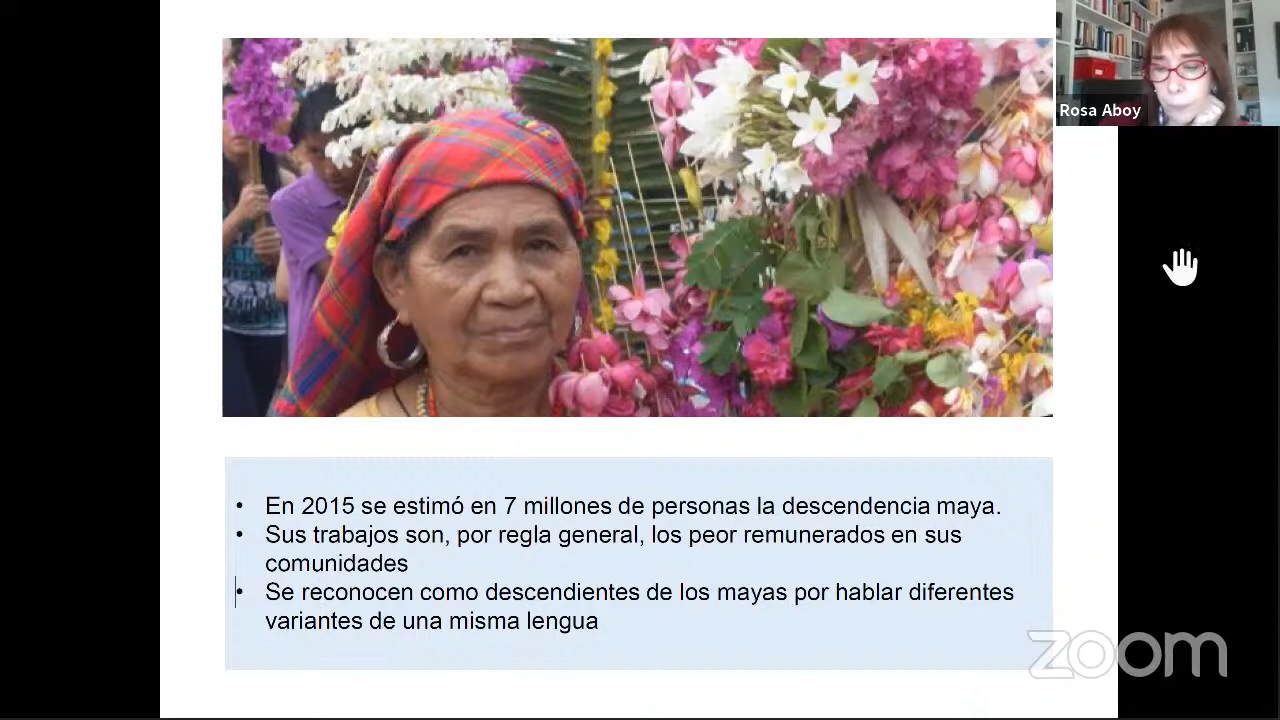 Rosa Aboy
• En 2015 se estimó en 7 millones de personas la descendencia maya.
• Sus trabajos son, por regla general, los peor remunerados en sus
comunidades
• Se reconocen como descendientes de los mayas por hablar diferentes
variantes de una misma lengua
zoom